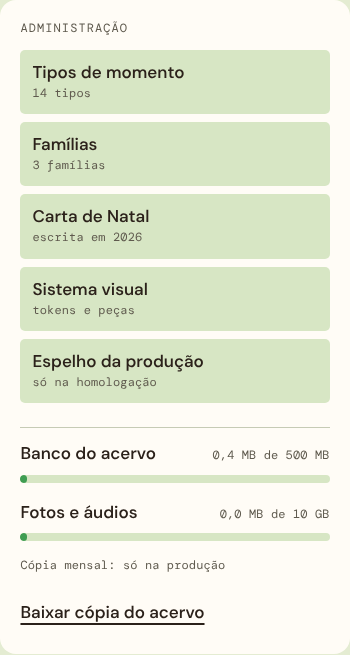 ADMINISTRAÇÃO
Tipos de momento
14 tipos
Famílias
3 famílias
Carta de Natal
escrita em 2026
Sistema visual
tokens e peças
Espelho da produção
só na homologação
Banco do acervo 0,4 MB de 500 MB
Fotos e áudios 0,0 MB de 10 GB
Cópia mensal: só na produção
Baixar cópia do acervo